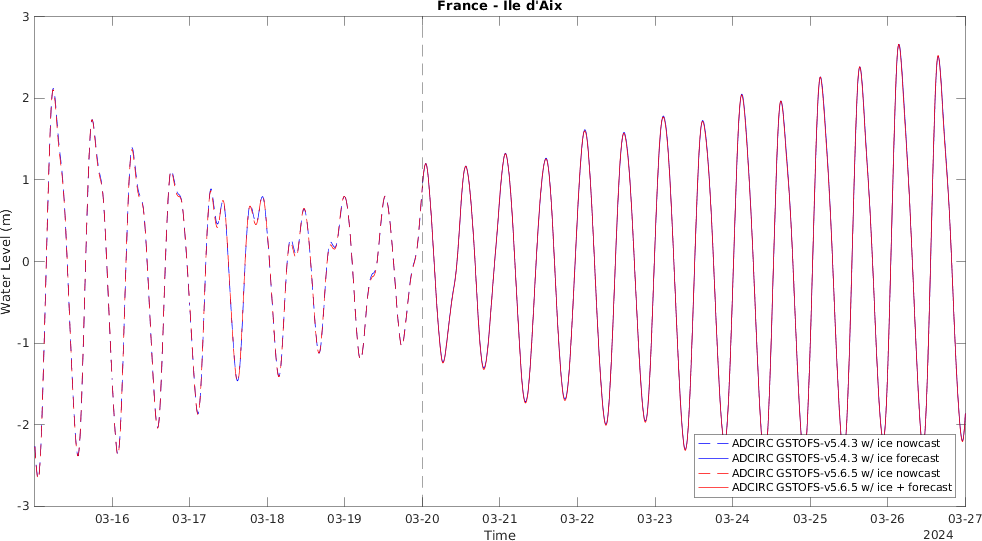 France - Ile d'Aix
3
2
1
0
-1
-2
-3
Water Level (m)
ADCIRC GSTOFS-v5.4.3 w/ ice nowcast
ADCIRC GSTOFS-v5.4.3 w/ ice forecast
ADCIRC GSTOFS-v5.6.5 w/ ice nowcast
ADCIRC GSTOFS-v5.6.5 w/ ice + forecast
03-16 03-17 03-18 03-19 03-20 03-21 03-22 03-23 03-24 03-25 03-26 03-27
Time
2024